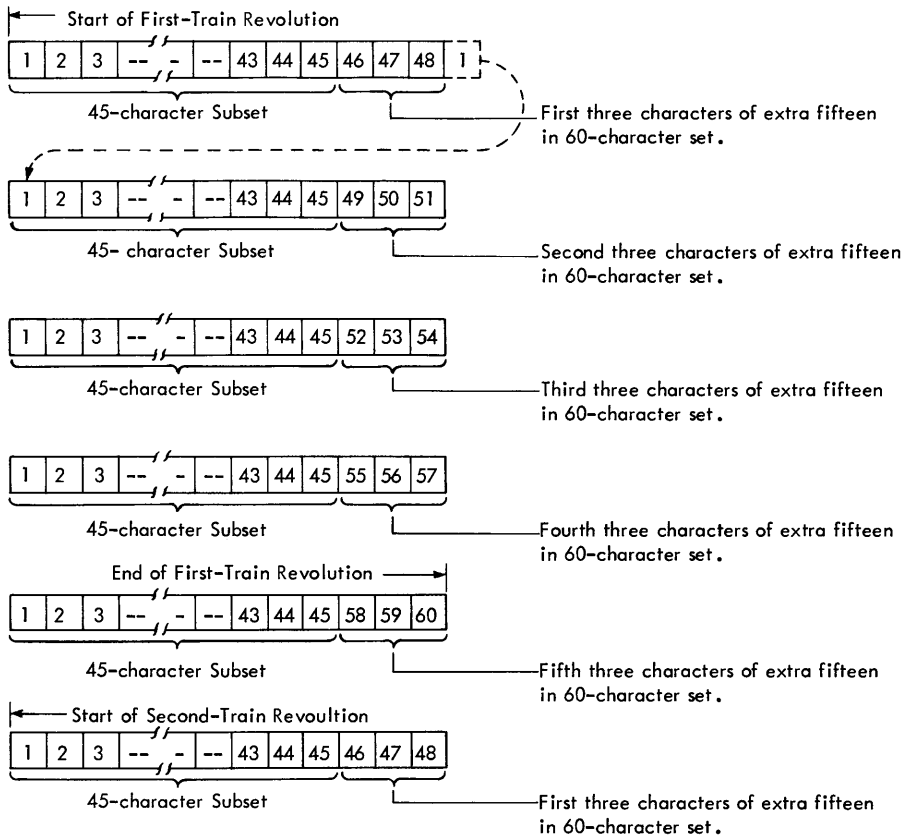 Start of First-Train Revolution
1 2 3 -- - -- 43 44 45 46 47 48 1
45-character Subset
First three characters of extra fifteen
in 60-character set.
1 2 3 -- - -- 43 44 45 49 50 51
45- character Subset
Second three characters of extra fifteen
in 60-character set.
1 2 3 -- - -- 43 44 45 52 53 54
45-character Subset
Third three characters of extra fifteen
in 60-character set.
1 2 3 -- - -- 43 44 45 55 56 57
45-character Subset
Fourth three characters of extra fifteen
in 60-character set.
End of First-Train Revolution
1 2 3 -- - -- 43 44 45 58 59 60
45-character Subset
Fifth three characters of extra fifteen
in 60-character set.
Start of Second-Train Revoultion
1 2 3 -- - -- 43 44 45 46 47 48
45-character Subset
First three characters of extra fifteen
in 60-character set.